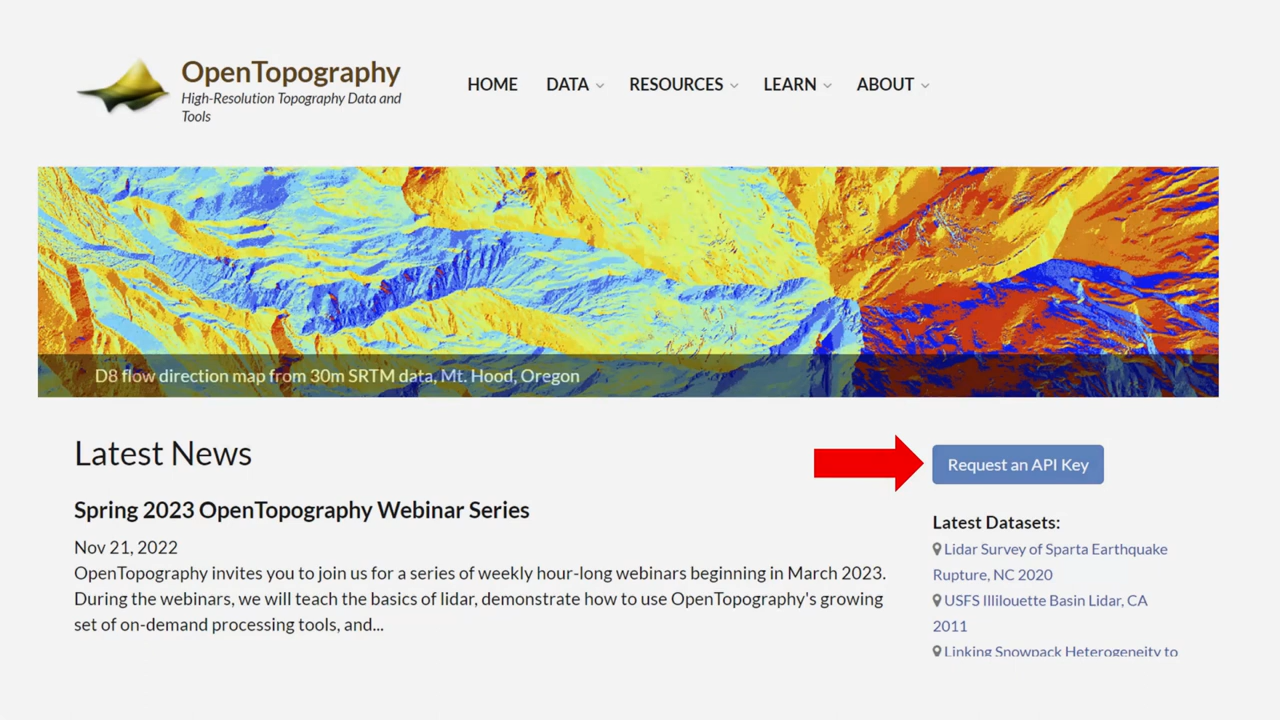 OpenTopography
High-Resolution Topography Data and
Tools
HOME DATA RESOURCES LEARN ABOUT
D8 flow direction map from 30m SRTM data, Mt. Hood, Oregon
Latest News
Spring 2023 OpenTopography Webinar Series
Nov 21, 2022
OpenTopography invites you to join us for a series of weekly hour-long webinars beginning in March 2023.
During the webinars, we will teach the basics of lidar, demonstrate how to use OpenTopography's growing
set of on-demand processing tools, and...
Request an API Key
Latest Datasets:
Lidar Survey of Sparta Earthquake
Rupture, NC 2020
USFS Illilouette Basin Lidar, CA
2011
Linking Snowpack Heterogeneity to